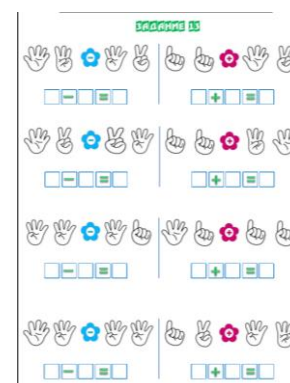 ЗАДАНИЕ 13
- +
- = + =
- +
- = + =
- +
- = + =
- +
- = + =